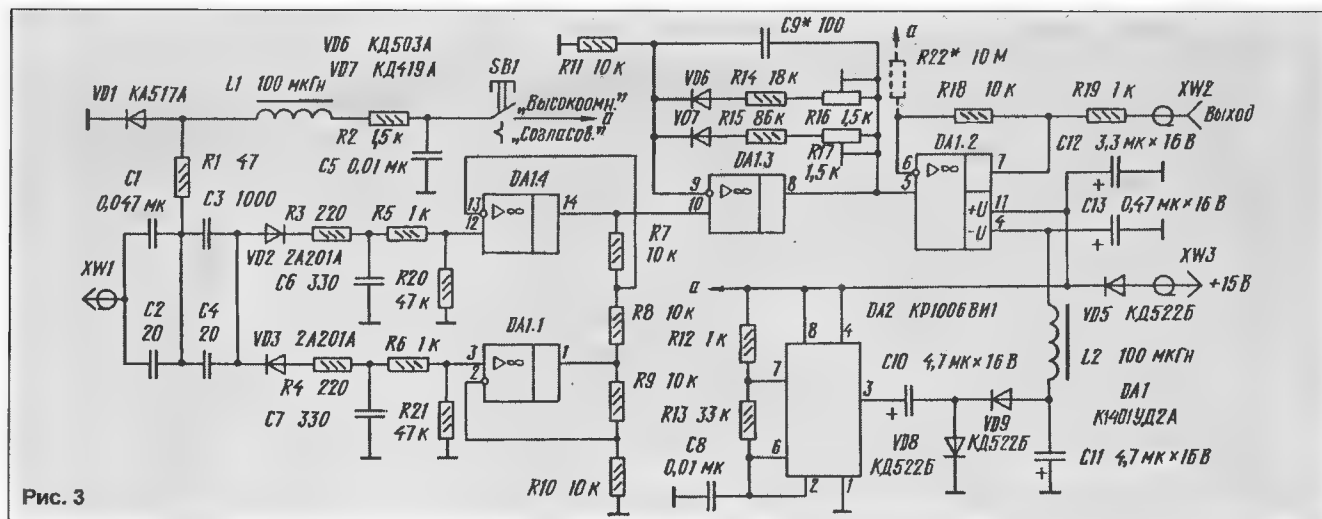 VD1 КА517А
L1 100 мкГн
VD6 КД503А
VD7 КД419А
SB1
„Высокоомн."
„Согласов."
а
R2 1,5 к
C5 0,01 мк
R1 47
C1
0,047 мк
C3 1000
R3 220
R5 1 к
VD2 2А201А
C6 330
R20
47 к
XW1
C2
20
C4
20
VD3 2А201А
R6 1 к
R4 220
C7 330
R21
47 к
DA1.4
13
12
▷∞
14
DA1.1
3
2
▷∞
1
R7
10 к
R8 10 к
R9 10 к
R10 10 к
R11 10 к
C9* 100
VD6
R14 18 к
VD7
R15 86 к
R16 1,5 к
R17
1,5 к
DA1.3
9
10
▷∞
8
а
R22* 10 М
R18 10 к
R19 1 к
XW2
Выход
DA1.2
6
5
▷∞
+U
-U
7
11
4
C12 3,3 мк × 16 В
+
C13 0,47 мк × 16 В
+
XW3
+15 В
VD5 КД522Б
L2 100 мкГн
DA1
К1401УД2А
а
R12 1 к
R13 33 к
C8
0,01 мк
8
4
7
6
2
1
3
DA2 КР1006ВИ1
C10 4,7 мк × 16 В
+
VD8
КД522Б
VD9
КД522Б
C11 4,7 мк × 16 В
+
Рис. 3